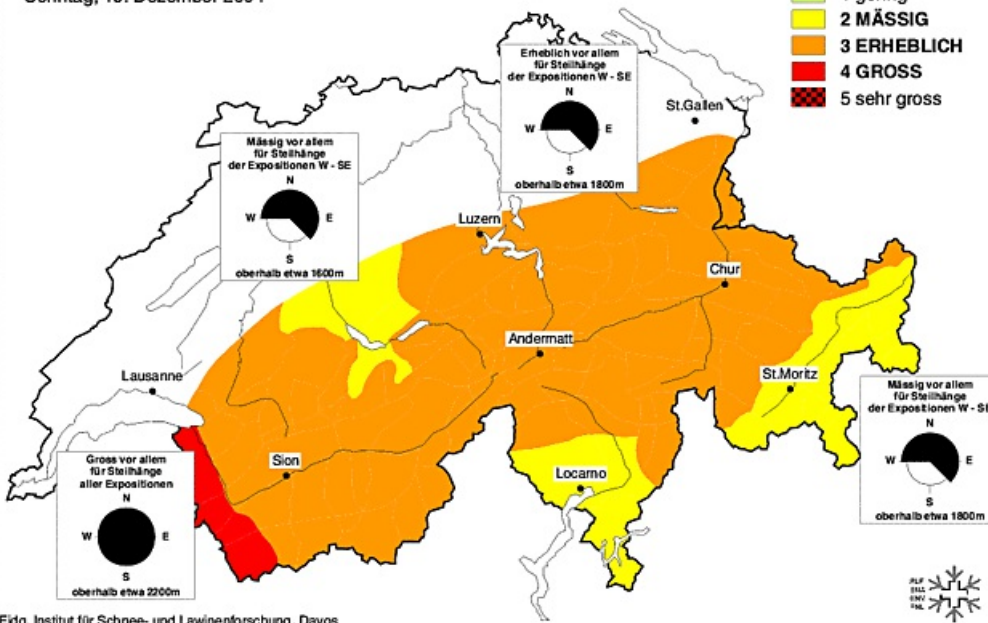 2 MÄSSIG
3 ERHEBLICH
4 GROSS
5 sehr gross
Erheblich vor allem
für Steilhänge
der Expositionen W - SE
N
W
E
S
oberhalb etwa 1800m
St.Gallen
Mässig vor allem
für Steilhänge
der Expositionen W - SE
N
W
E
S
oberhalb etwa 1600m
Luzern
Chur
Andermatt
Lausanne
St.Moritz
Mässig vor allem
für Steilhänge
der Expositionen W - SE
N
W
E
S
oberhalb etwa 1800m
Sion
Locarno
Gross vor allem
für Steilhänge
aller Expositionen
N
W
E
S
oberhalb etwa 2200m
SLF
ENA
Eidg. Institut für Schnee- und Lawinenforschung, Davos